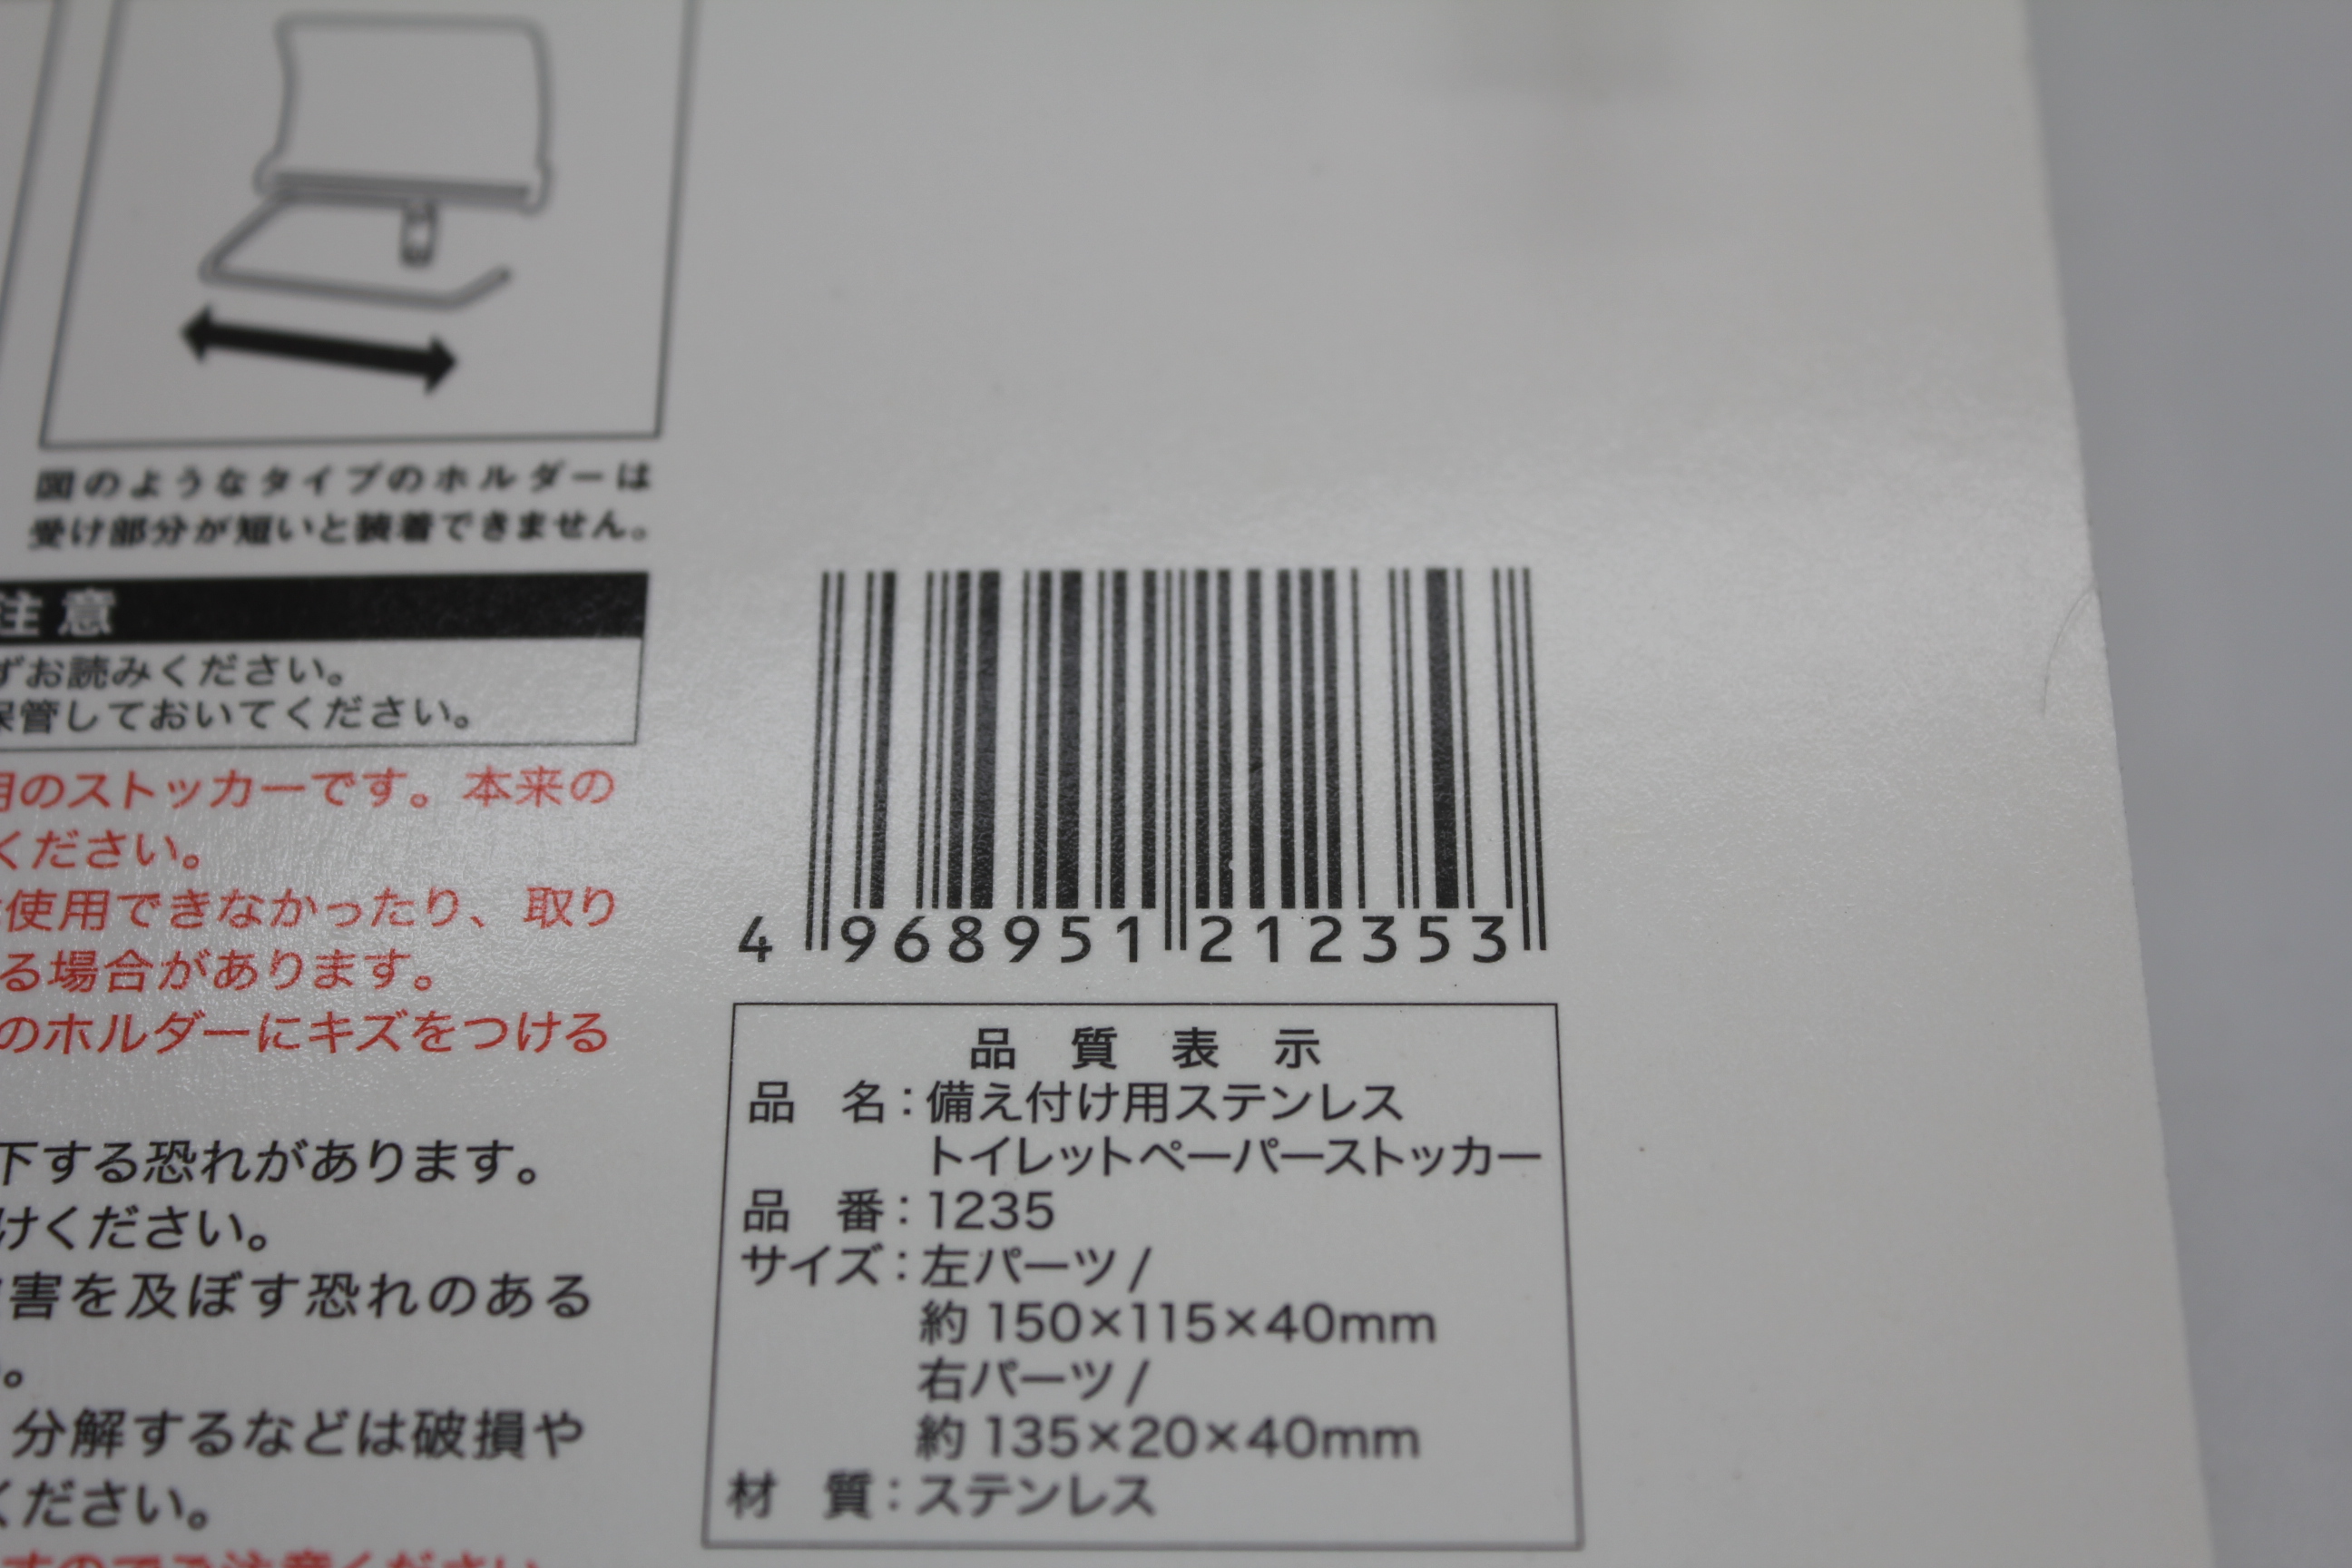 図のようなタイプのホルダーは
受け部分が短いと装着できません。
注意
ずお読みください。
保管しておいてください。
用のストッカーです。本来の
ください。
使用できなかったり、取り
る場合があります。
のホルダーにキズをつける
下する恐れがあります。
けください。
害を及ぼす恐れのある
。
分解するなどは破損や
ください。
すのでご注意ください
4 968951 212353
品質表示
品名：備え付け用ステンレス
トイレットペーパーストッカー
品番：1235
サイズ：左パーツ/
約150×115×40mm
右パーツ/
約135×20×40mm
材質：ステンレス